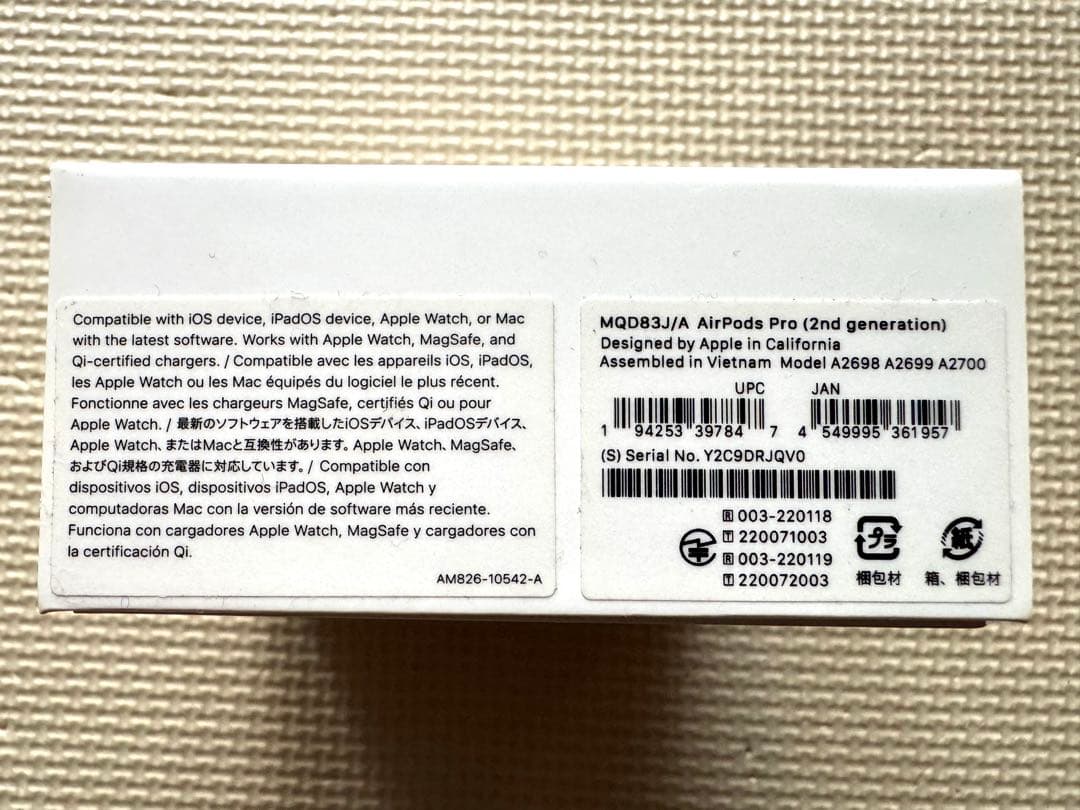 Compatible with iOS device, iPadOS device, Apple Watch, or Mac
with the latest software. Works with Apple Watch, MagSafe, and
Qi-certified chargers. / Compatible avec les appareils iOS, iPadOS,
les Apple Watch ou les Mac équipés du logiciel le plus récent.
Fonctionne avec les chargeurs MagSafe, certifiés Qi ou pour
Apple Watch. / 最新のソフトウェアを搭載したiOSデバイス、iPadOSデバイス、
Apple Watch、またはMacと互換性があります。Apple Watch、MagSafe、
およびQi規格の充電器に対応しています。/ Compatible con
dispositivos iOS, dispositivos iPadOS, Apple Watch y
computadoras Mac con la versión de software más reciente.
Funciona con cargadores Apple Watch, MagSafe y cargadores con
la certificación Qi.
AM826-10542-A
MQD83J/A AirPods Pro (2nd generation)
Designed by Apple in California
Assembled in Vietnam Model A2698 A2699 A2700
UPC JAN
1 94253 39784 7 4 549995 361957
(S) Serial No. Y2C9DRJQV0
R 003-220118
T 220071003
R 003-220119
T 220072003
プラ 紙
梱包材 箱、梱包材